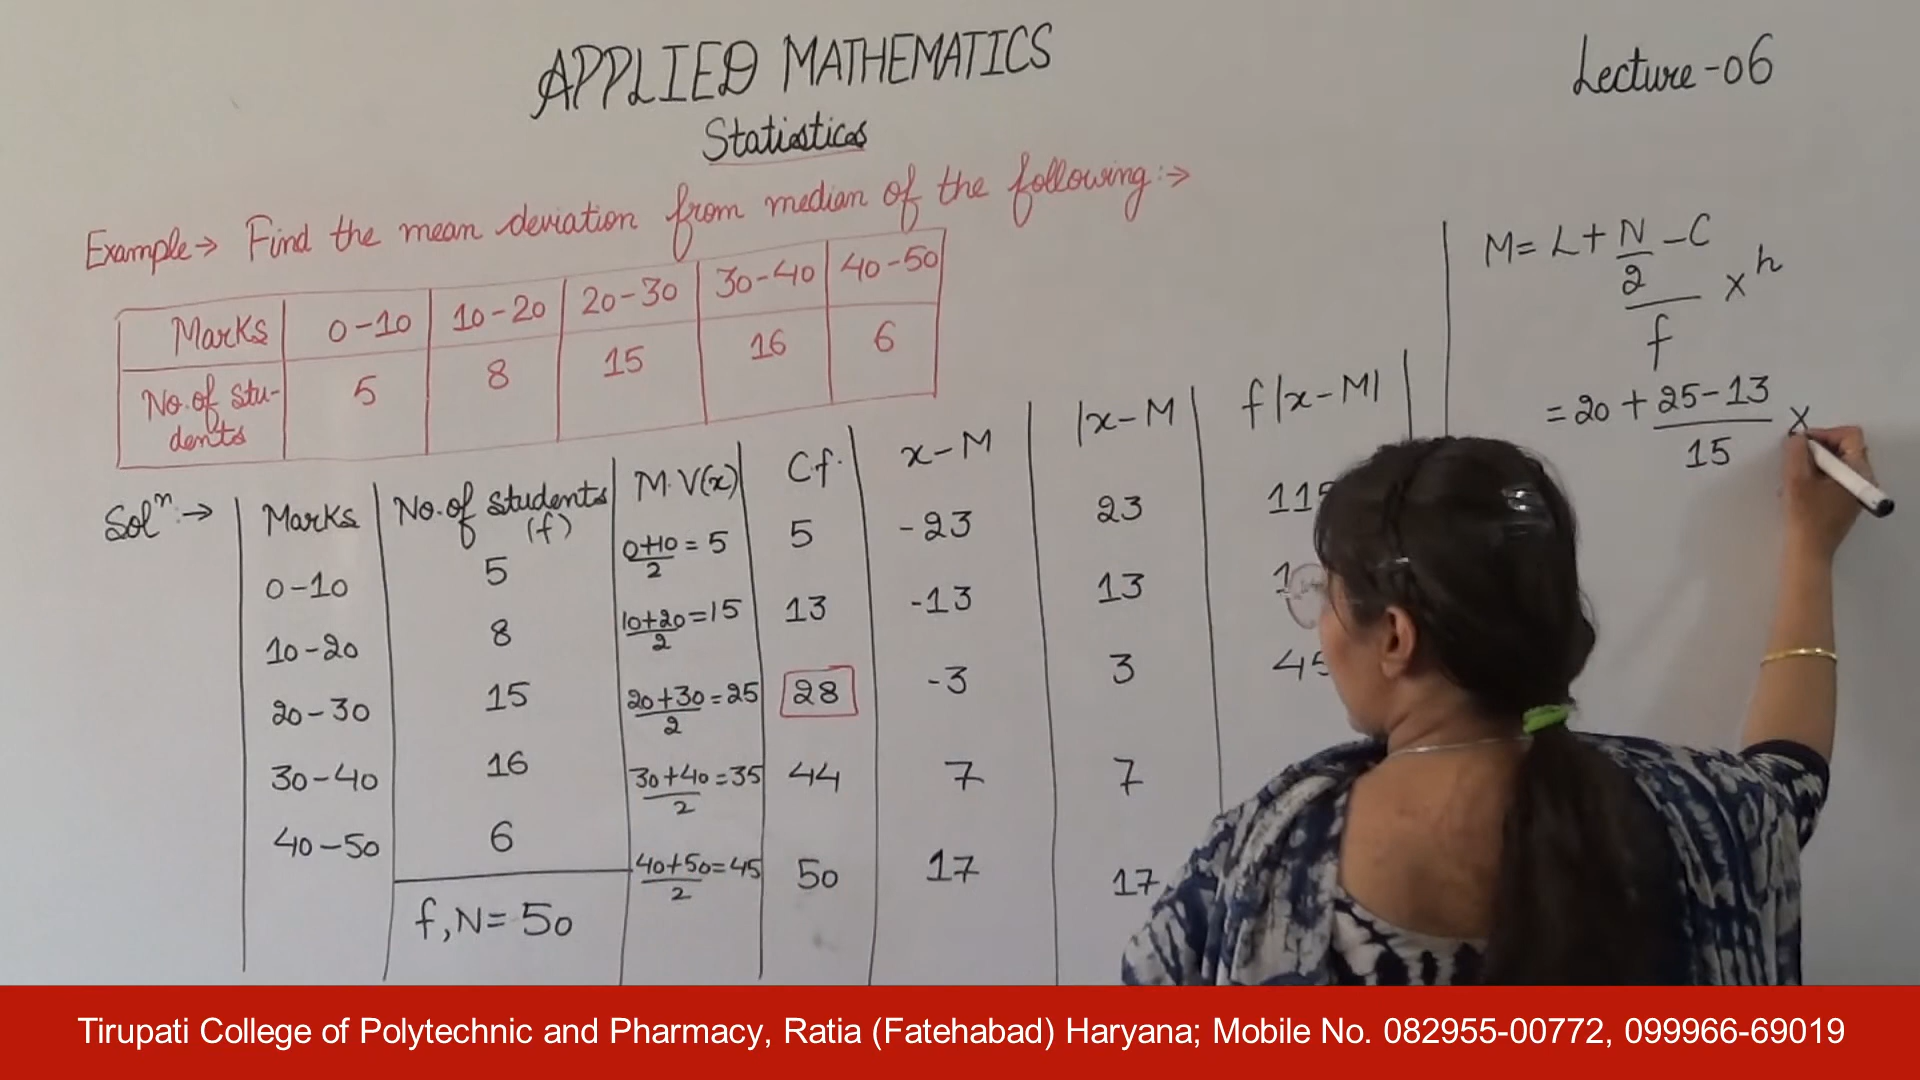 APPLIED MATHEMATICS
Lecture-06
Statistics
Example→ Find the mean deviation from median of the following:→
Marks 0-10 10-20 20-30 30-40 40-50
No. of Stu-dents 5 8 15 16 6
M = L + N/2 - C / f × h
= 20 + 25-13 / 15 ×
Solⁿ:→
Marks No. of students (f) M.V(x) C.f. x-M |x-M f|x-M|
0-10 5 0+10/2 = 5 5 -23 23
10-20 8 10+20/2 = 15 13 -13 13
20-30 15 20+30/2 = 25 28 -3 3
30-40 16 30+40/2 = 35 44 7 7
40-50 6 40+50/2 = 45 50 17 17
f, N = 50
Tirupati College of Polytechnic and Pharmacy, Ratia (Fatehabad) Haryana; Mobile No. 082955-00772, 099966-69019